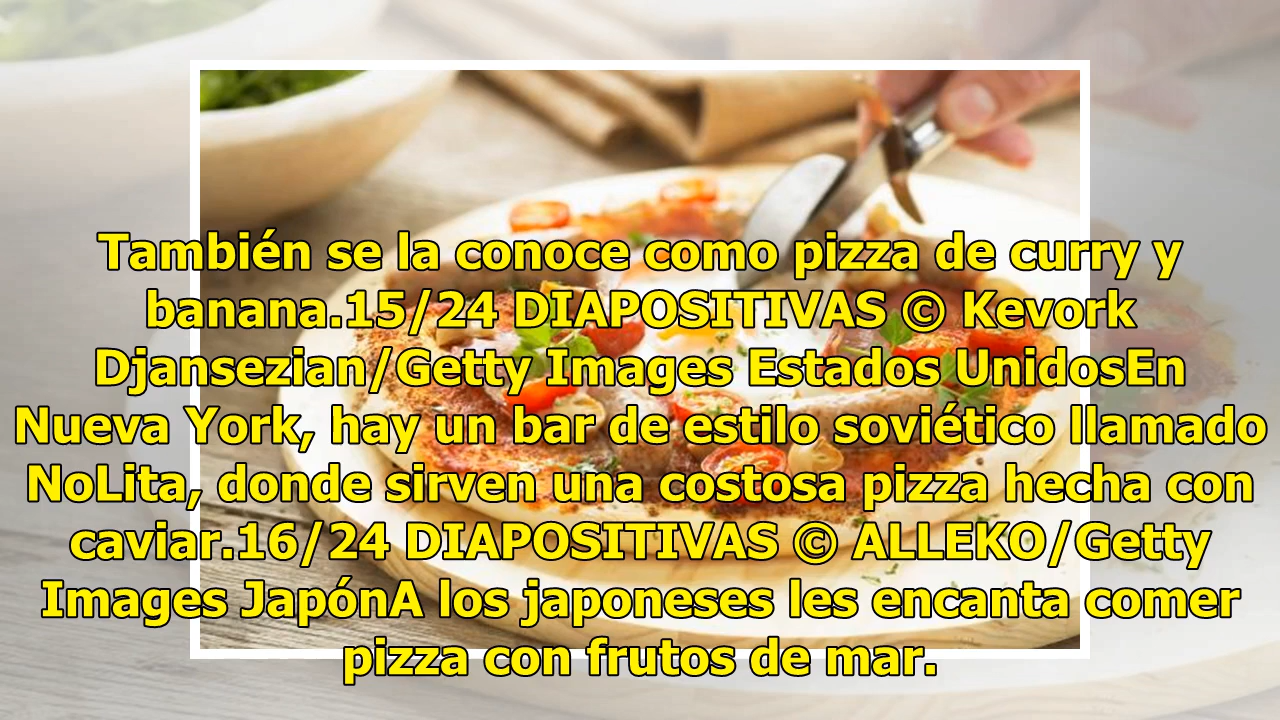 También se la conoce como pizza de curry y
banana.15/24 DIAPOSITIVAS © Kevork
Djansezian/Getty Images Estados UnidosEn
Nueva York, hay un bar de estilo soviético llamado
NoLita, donde sirven una costosa pizza hecha con
caviar.16/24 DIAPOSITIVAS © ALLEKO/Getty
Images JapónA los japoneses les encanta comer
pizza con frutos de mar.